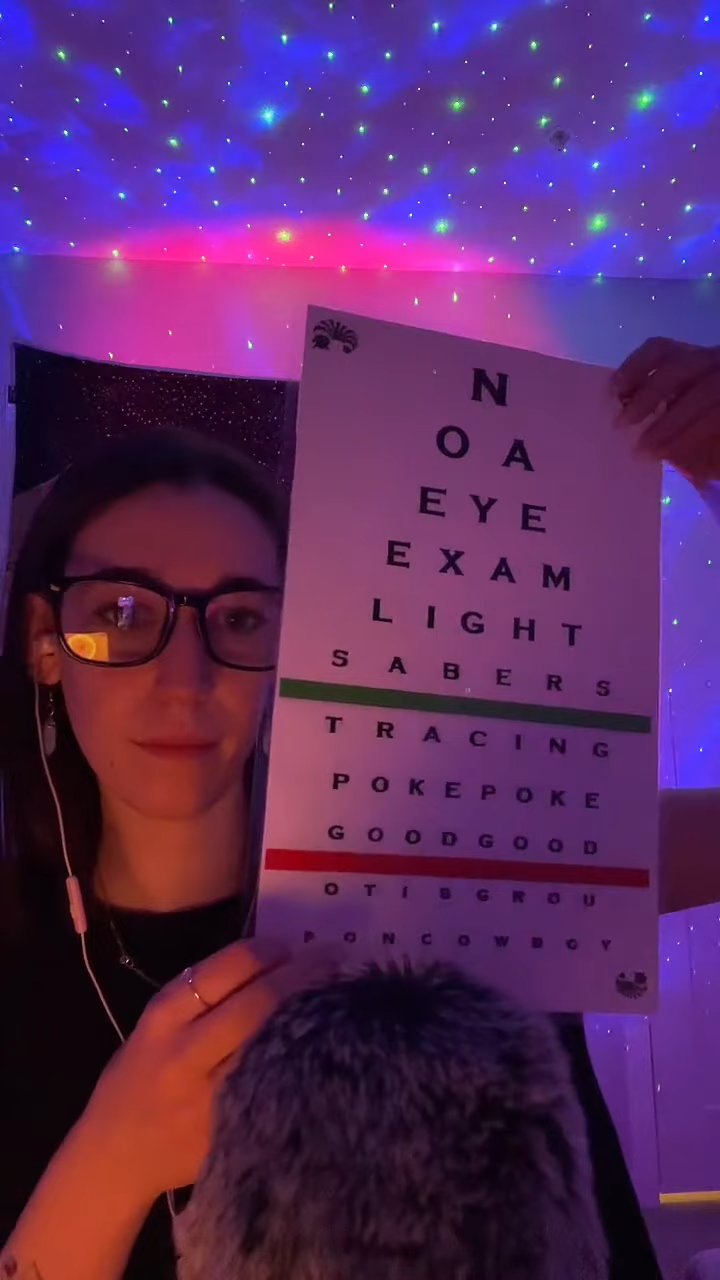 N
O A
E Y E
E X A M
L I G H T
S A B E R S
T R A C I N G
P O K E P O K E
G O O D G O O D
O T I S G R O U
P O N C O W B O Y